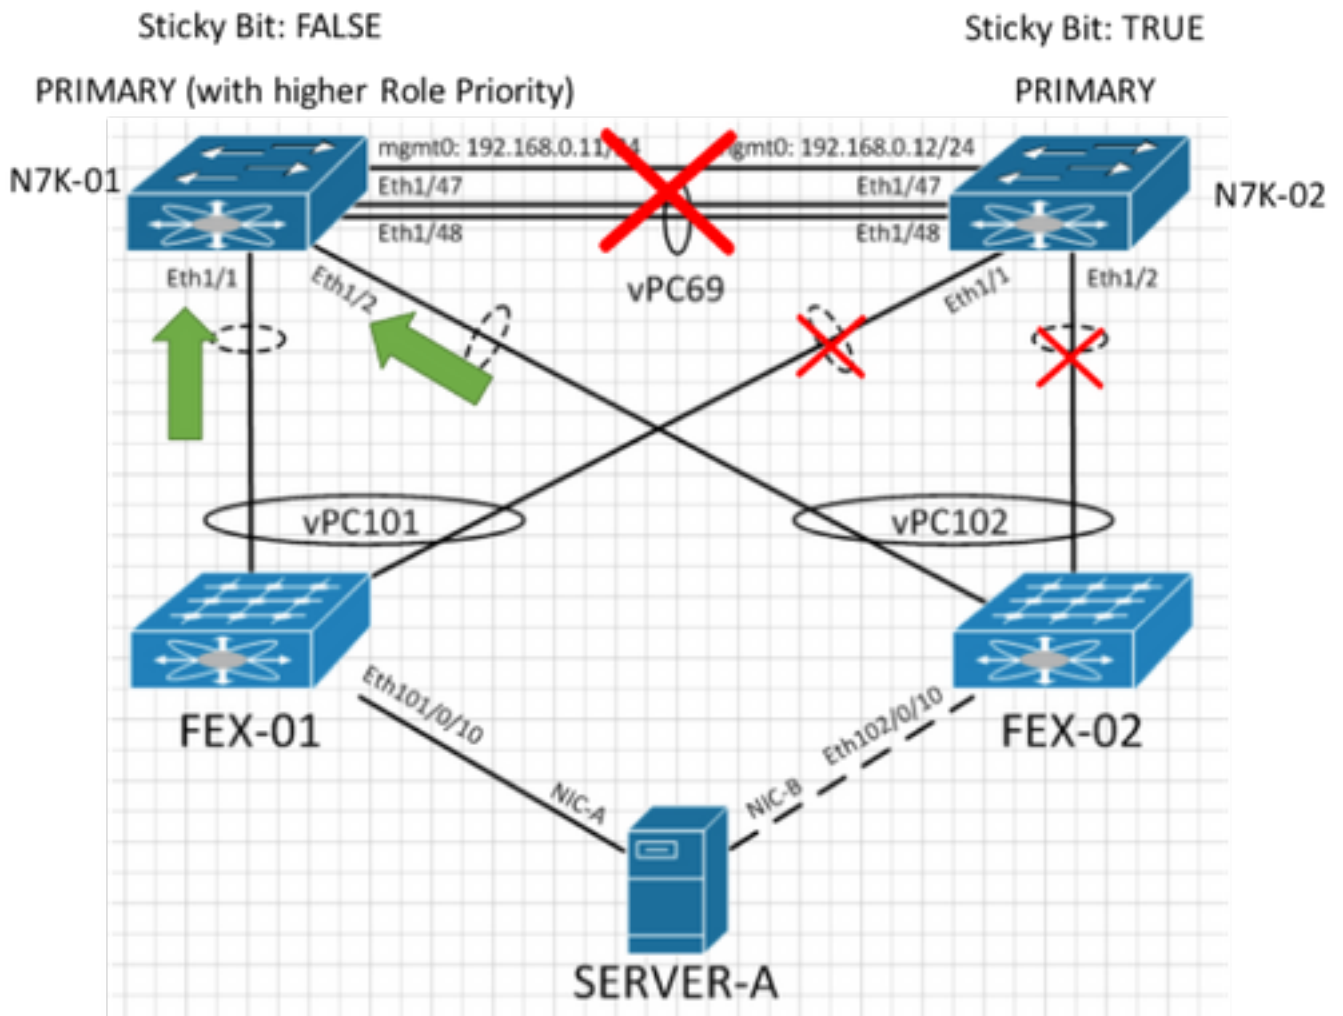 Sticky Bit: FALSE
Sticky Bit: TRUE
PRIMARY (with higher Role Priority)
PRIMARY
mgmt0: 192.168.0.11/24
mgmt0: 192.168.0.12/24
N7K-01
Eth1/47
Eth1/47
N7K-02
Eth1/48
Eth1/48
Eth1/1
Eth1/2
vPC69
Eth1/1
Eth1/2
vPC101
vPC102
Eth101/0/10
Eth102/0/10
FEX-01
FEX-02
NIC-A
NIC-B
SERVER-A